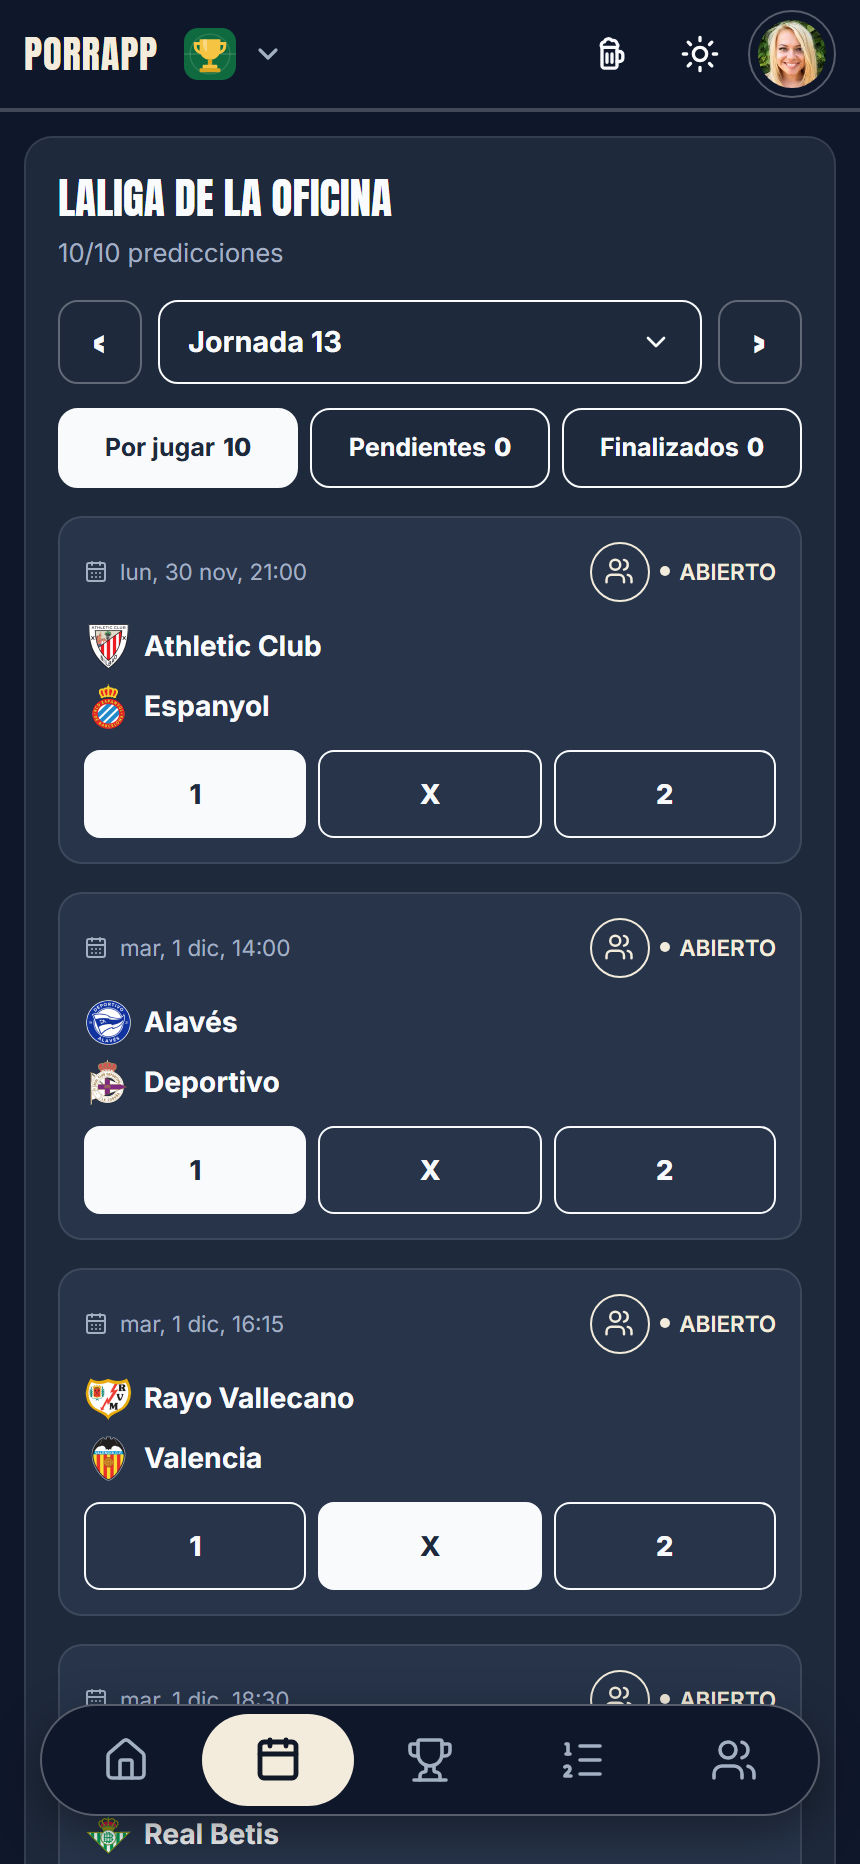 PORRAPP
LALIGA DE LA OFICINA
10/10 predicciones
Jornada 13
Por jugar 10
Pendientes 0
Finalizados 0
lun, 30 nov, 21:00
• ABIERTO
Athletic Club
Espanyol
1
X
2
mar, 1 dic, 14:00
• ABIERTO
Alavés
Deportivo
1
X
2
mar, 1 dic, 16:15
• ABIERTO
Rayo Vallecano
Valencia
1
X
2
mar, 1 dic, 18:30
• ABIERTO
Real Betis